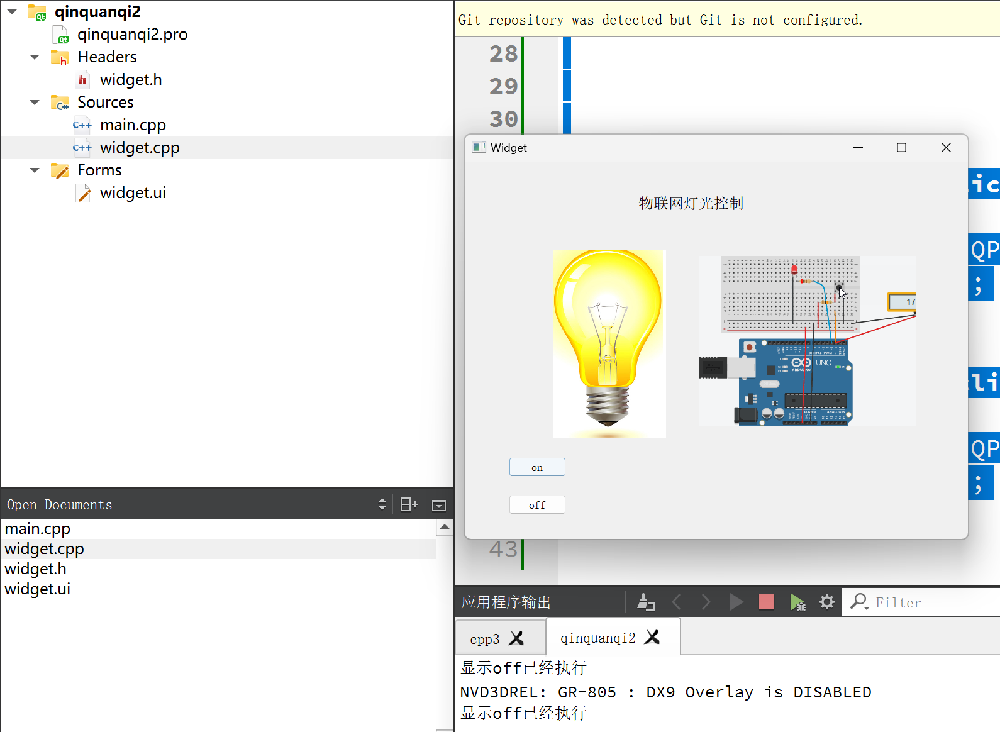 qinquanqi2
qinquanqi2.pro
Headers
widget.h
Sources
main.cpp
widget.cpp
Forms
widget.ui
Open Documents
main.cpp
widget.cpp
widget.h
widget.ui
Git repository was detected but Git is not configured.
28
29
30
Widget
物联网灯光控制
17
UNO
ARDUINO
on
off
ic
QP
;
li
QP
;
43
应用程序输出
Filter
cpp3
qinquanqi2
显示off已经执行
NVD3DREL: GR-805 : DX9 Overlay is DISABLED
显示off已经执行